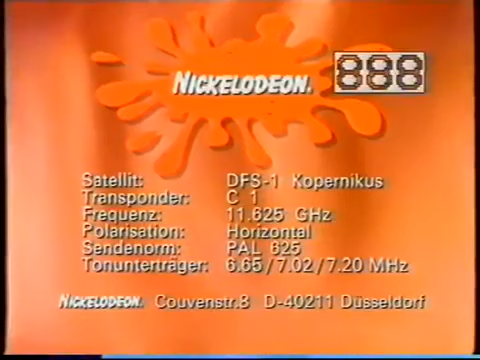 NICKELODEON.
888
Satellit: DFS-1 Kopernikus
Transponder: C 1
Frequenz: 11.625 GHz
Polarisation: Horizontal
Sendenorm: PAL 625
Tonunterträger: 6.65/7.02/7.20 MHz
NICKELODEON. Couvenstr.8 D-40211 Düsseldorf